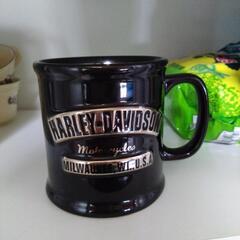 HARLEY-DAVIDSON
Motorcycles
MILWAUKEE, WI. U.S.A.